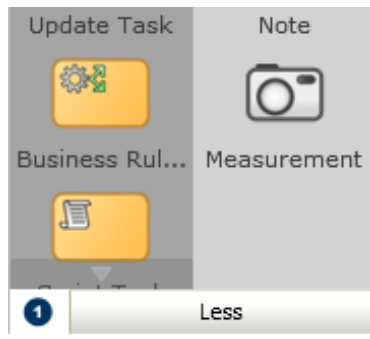 Update Task
Note
Business Rul...
Measurement
1
Less